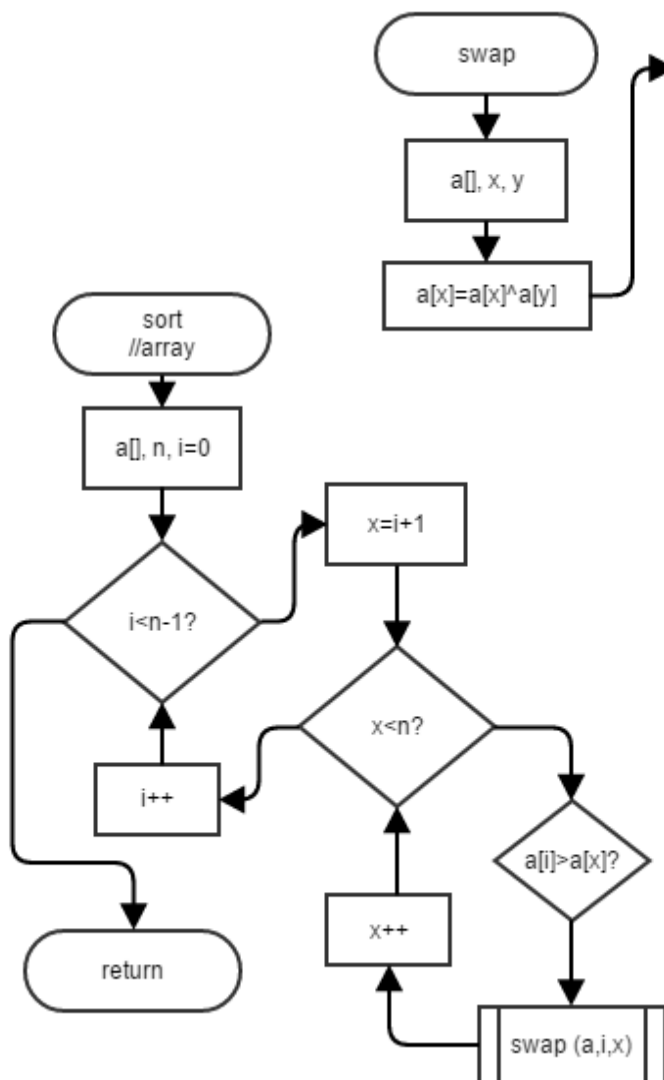 swap
a[], x, y
a[x]=a[x]^a[y]
sort
//array
a[], n, i=0
x=i+1
i<n-1?
x<n?
i++
a[i]>a[x]?
x++
return
swap (a,i,x)